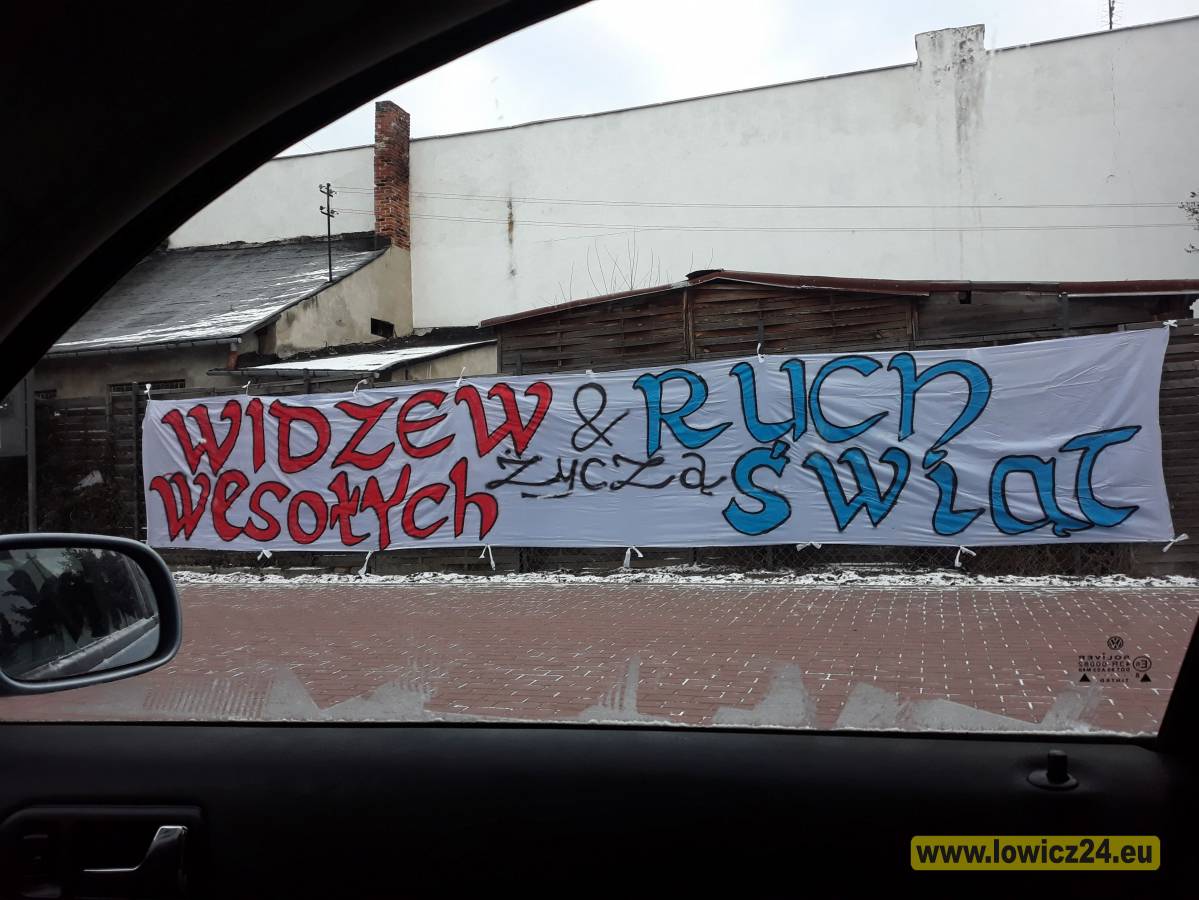 WIDZEW & RUCH
życzą
Wesołych Świąt
www.lowicz24.eu